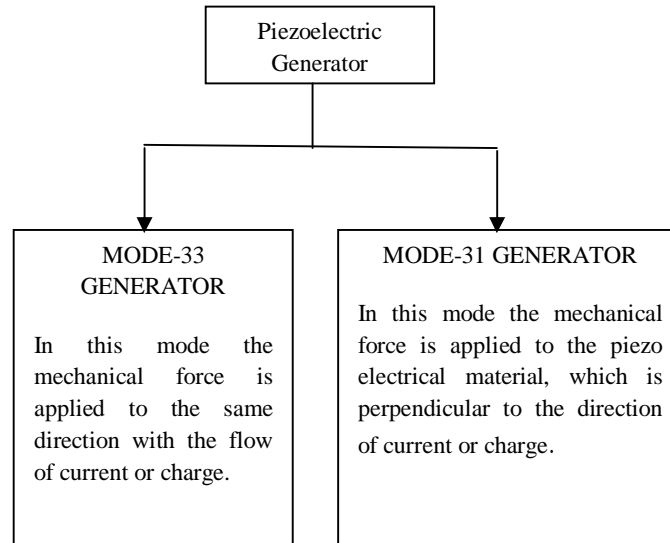 Piezoelectric
Generator
MODE-33
GENERATOR
In this mode the
mechanical force is
applied to the same
direction with the flow
of current or charge.
MODE-31 GENERATOR
In this mode the mechanical
force is applied to the piezo
electrical material, which is
perpendicular to the direction
of current or charge.